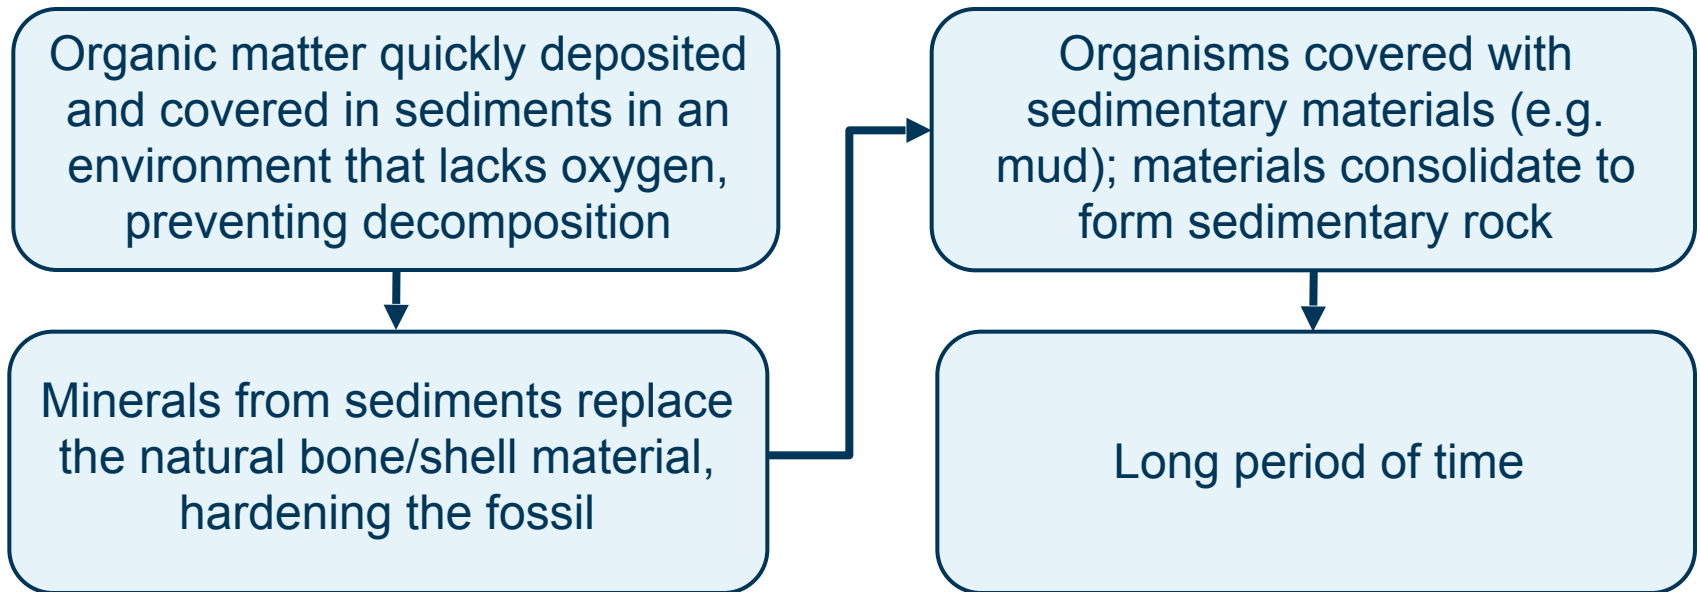 Organic matter quickly deposited
and covered in sediments in an
environment that lacks oxygen,
preventing decomposition
Minerals from sediments replace
the natural bone/shell material,
hardening the fossil
Organisms covered with
sedimentary materials (e.g.
mud); materials consolidate to
form sedimentary rock
Long period of time